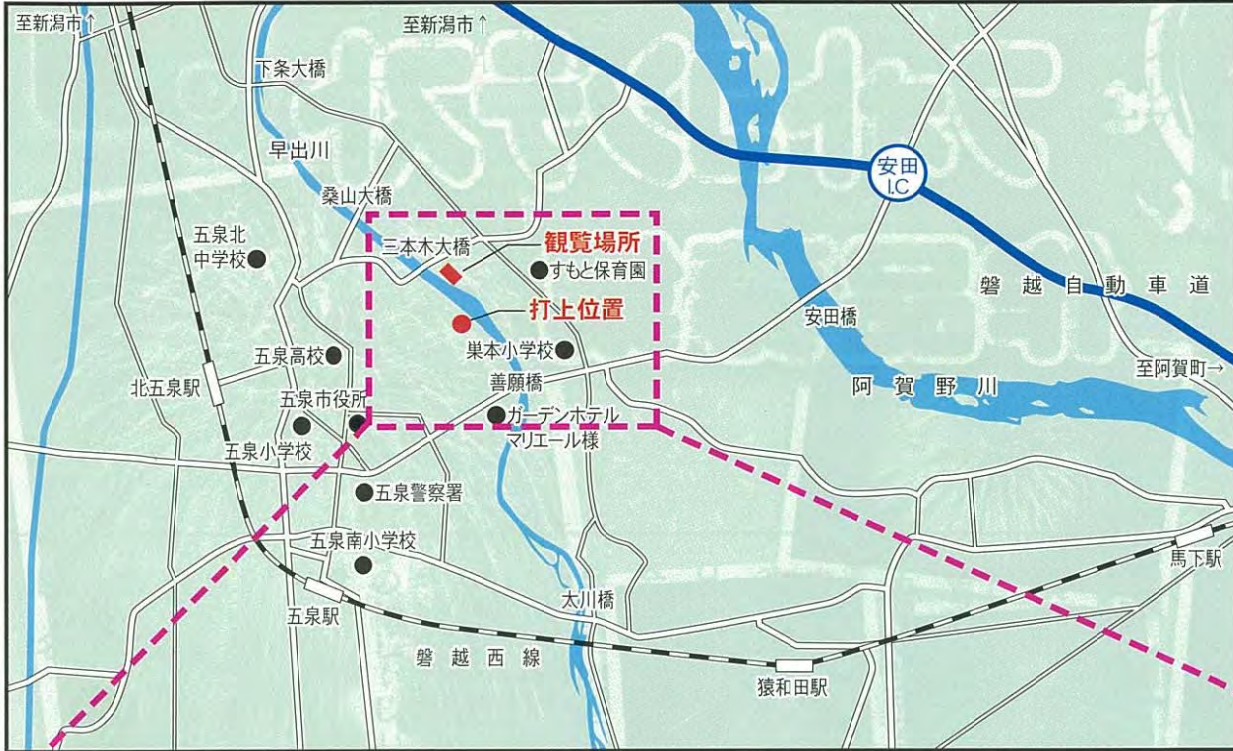 至新潟市↑
至新潟市↑
下条大橋
早出川
安田
I.C
桑山大橋
五泉北
中学校
三本木大橋
観覧場所
すもと保育園
磐越自動車道
打上位置
安田橋
五泉高校
巣本小学校
至阿賀町→
北五泉駅
善願橋
阿賀野川
五泉市役所
ガーデンホテル
マリエール様
五泉小学校
五泉警察署
五泉南小学校
馬下駅
太川橋
五泉駅
磐越西線
猿和田駅